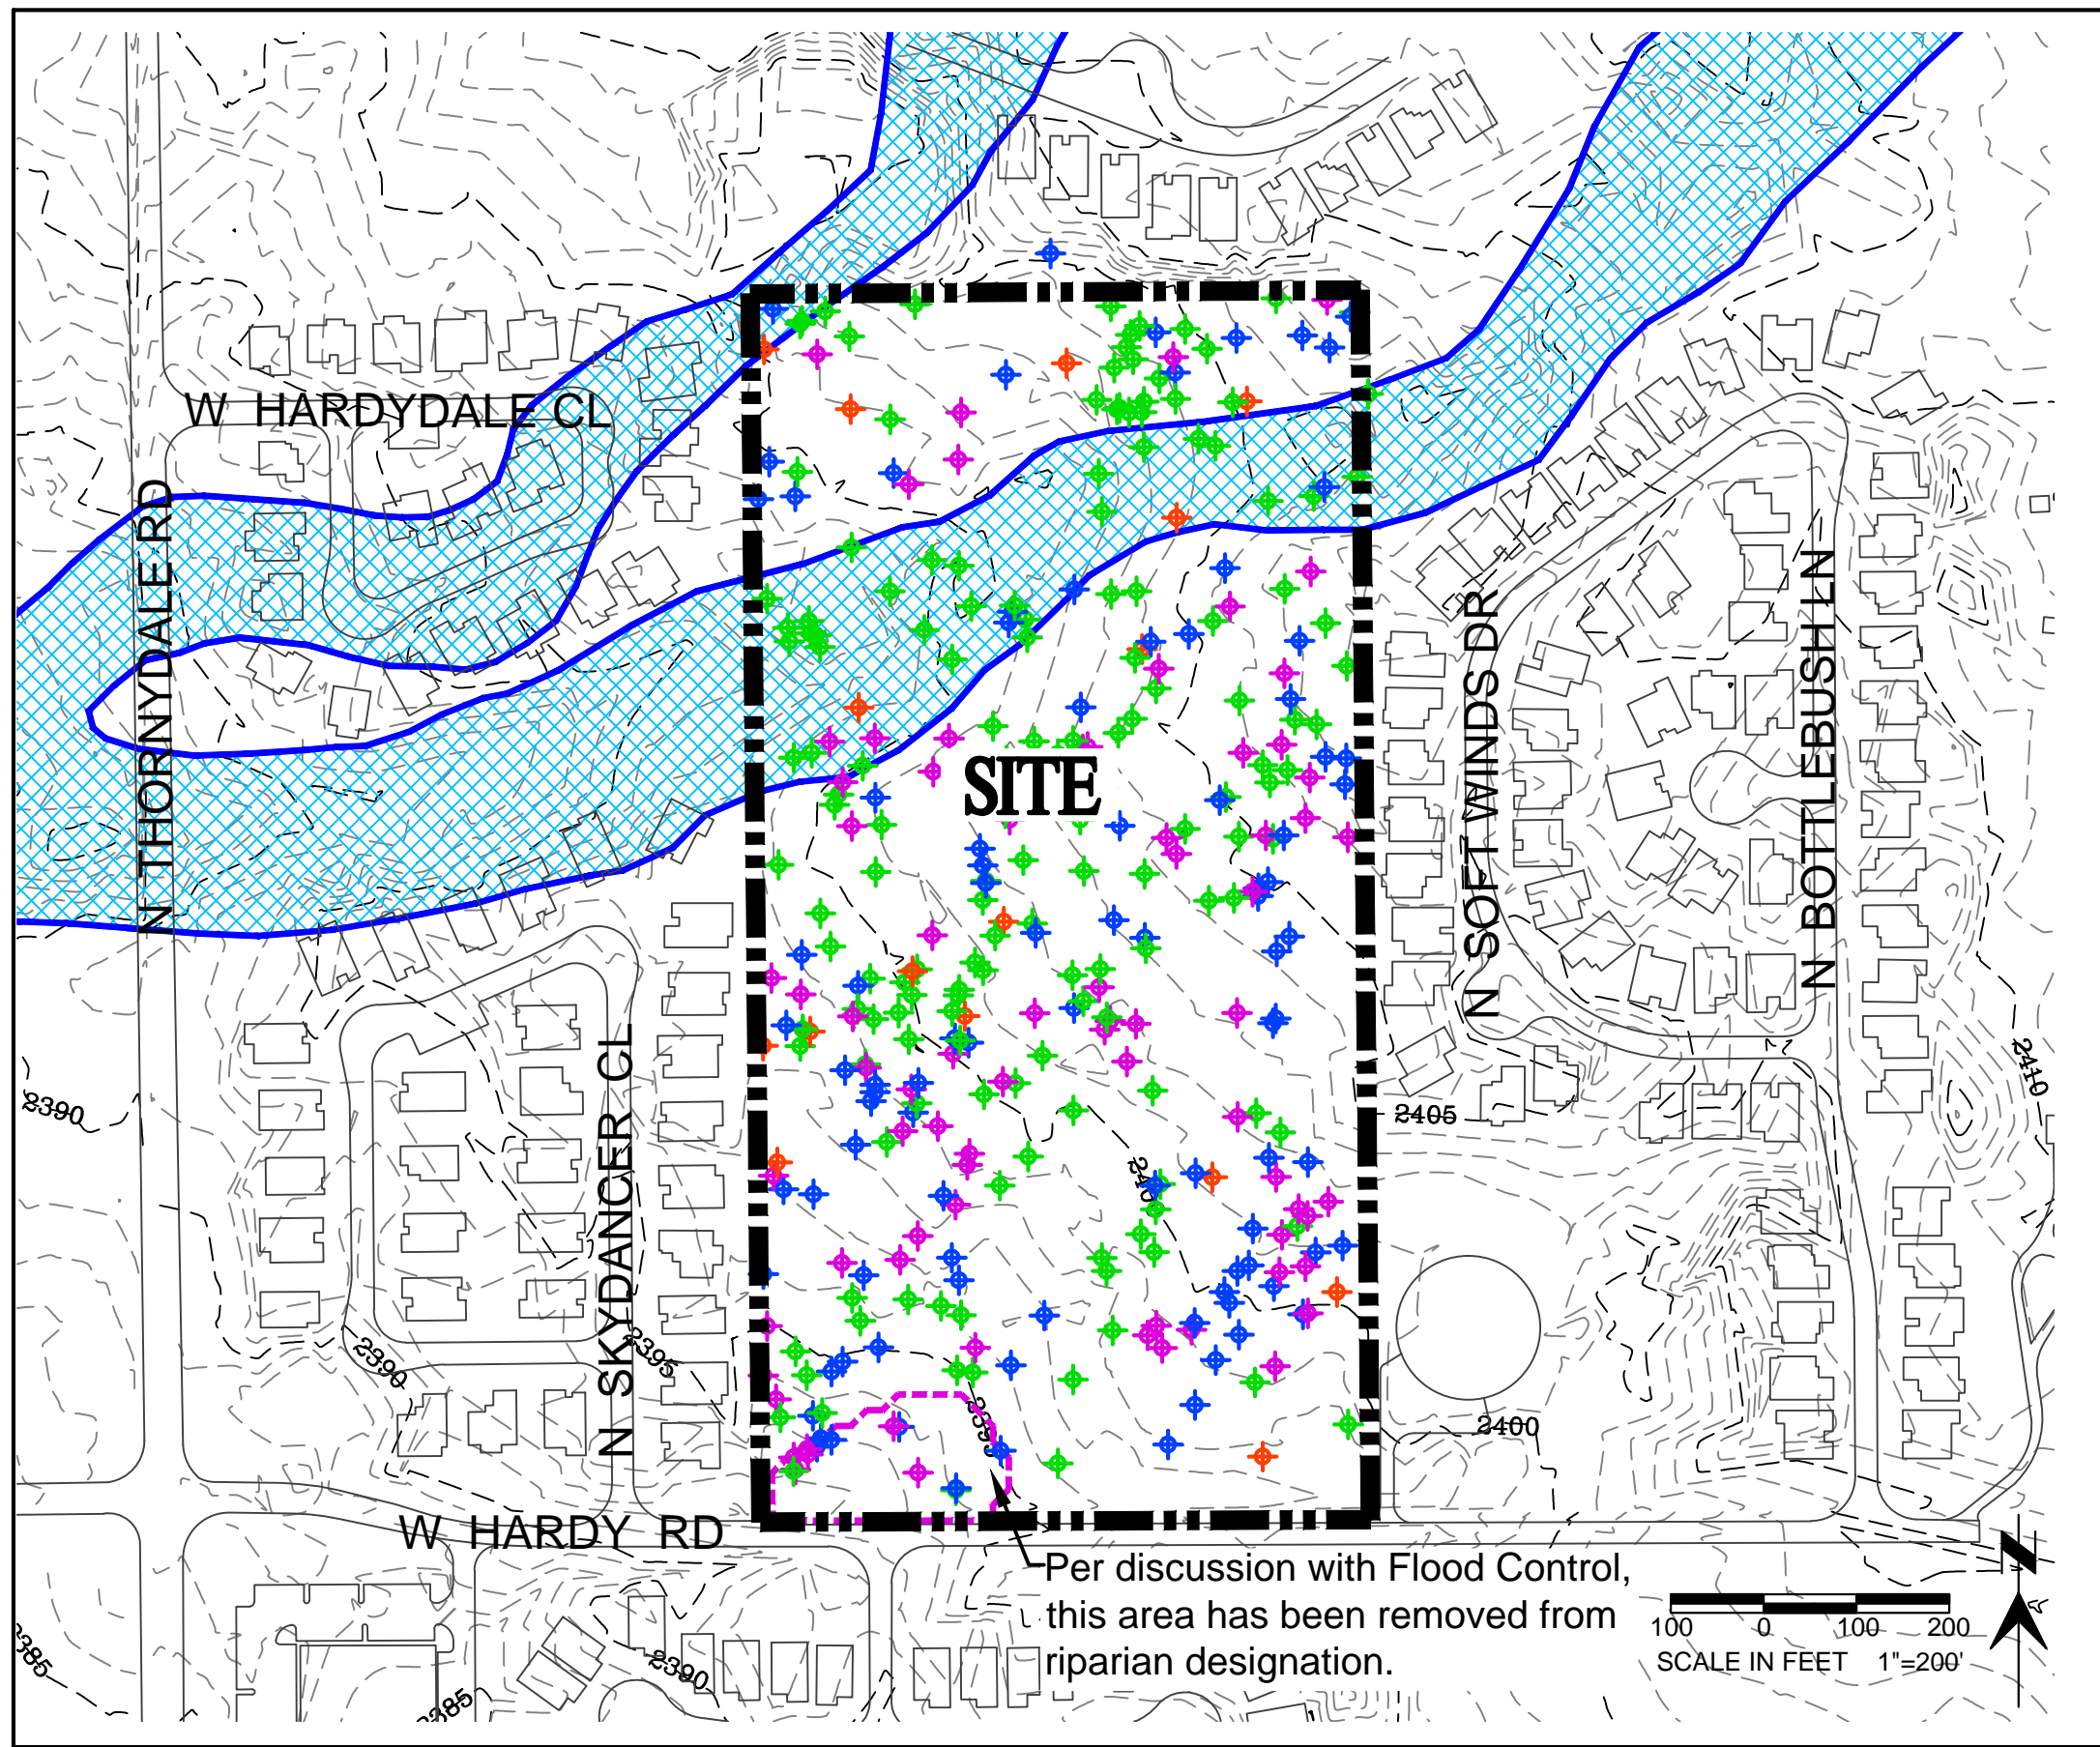 W HARDYDALE CL
N THORNYDALE RD
SITE
N SOFT WINDS DR
N BOTTLEBUSH LN
N SKYDANCER CL
2390
2405
2410
2390
2395
2395
2400
W HARDY RD
Per discussion with Flood Control,
this area has been removed from
riparian designation.
N
100 0 100 200
SCALE IN FEET 1"=200'
2385
2390
2385